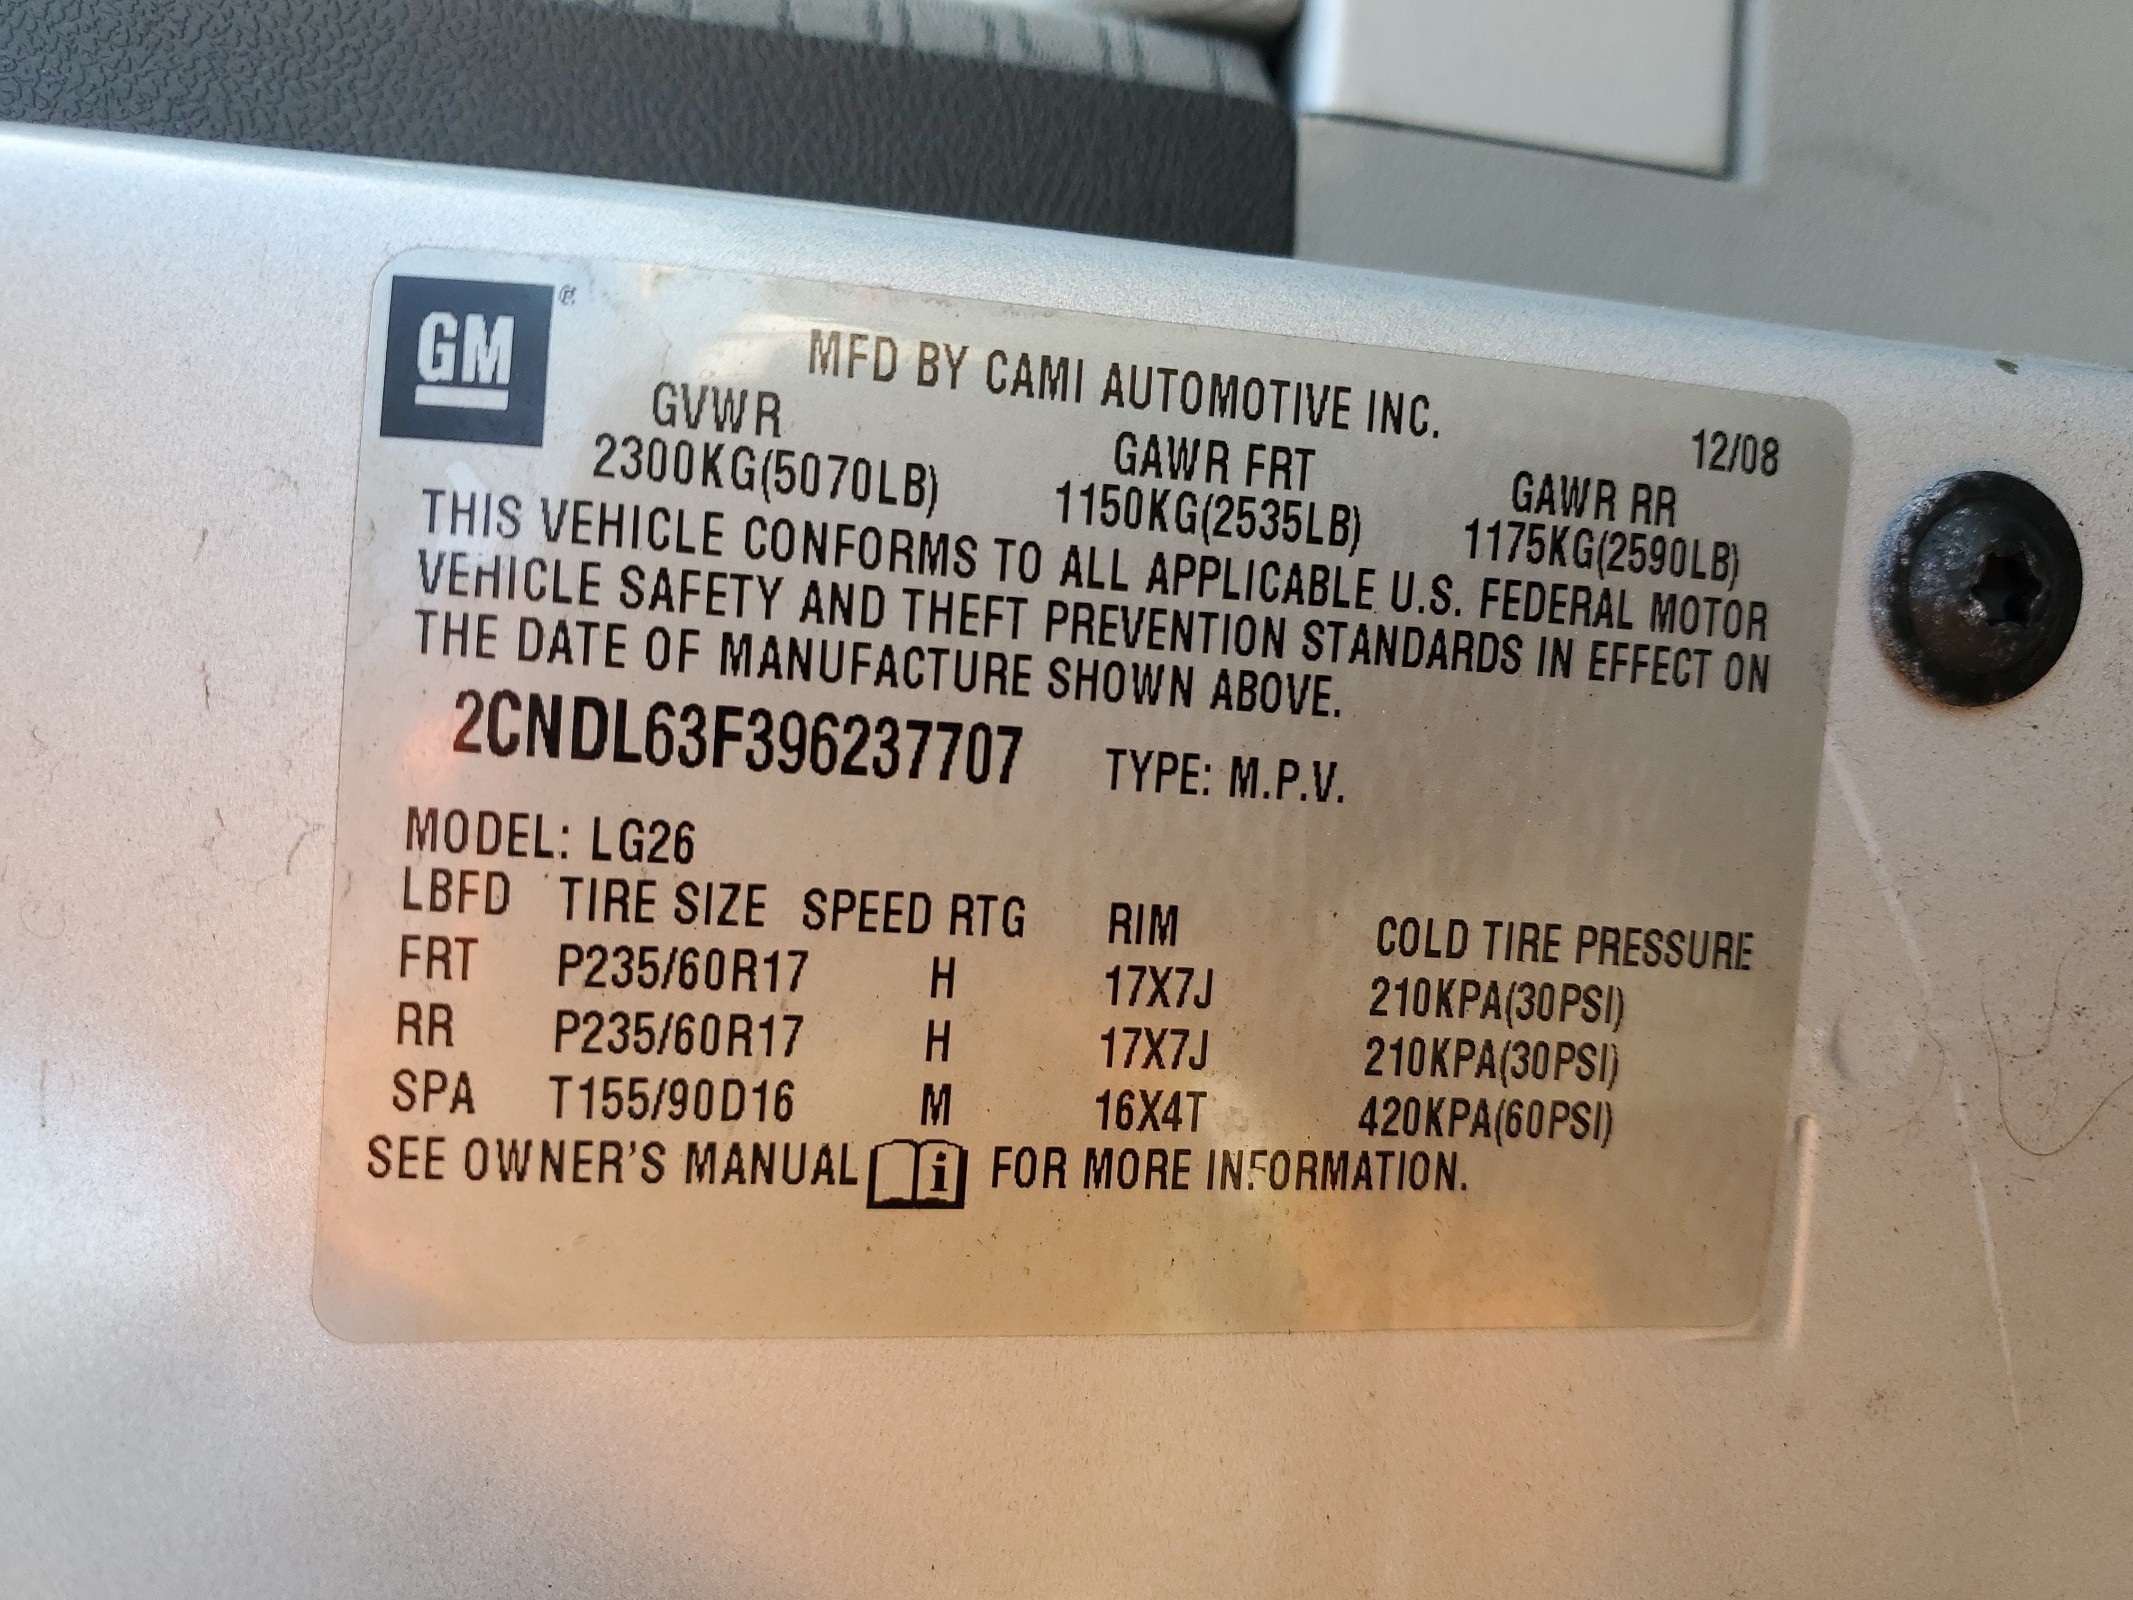 GM ®
MFD BY CAMI AUTOMOTIVE INC.
12/08
GVWR GAWR FRT GAWR RR
2300KG(5070LB) 1150KG(2535LB) 1175KG(2590LB)
THIS VEHICLE CONFORMS TO ALL APPLICABLE U.S. FEDERAL MOTOR
VEHICLE SAFETY AND THEFT PREVENTION STANDARDS IN EFFECT ON
THE DATE OF MANUFACTURE SHOWN ABOVE.
2CNDL63F396237707 TYPE: M.P.V.
MODEL: LG26
LBFD TIRE SIZE SPEED RTG RIM COLD TIRE PRESSURE
FRT P235/60R17 H 17X7J 210KPA(30PSI)
RR P235/60R17 H 17X7J 210KPA(30PSI)
SPA T155/90D16 M 16X4T 420KPA(60PSI)
SEE OWNER'S MANUAL i FOR MORE INFORMATION.